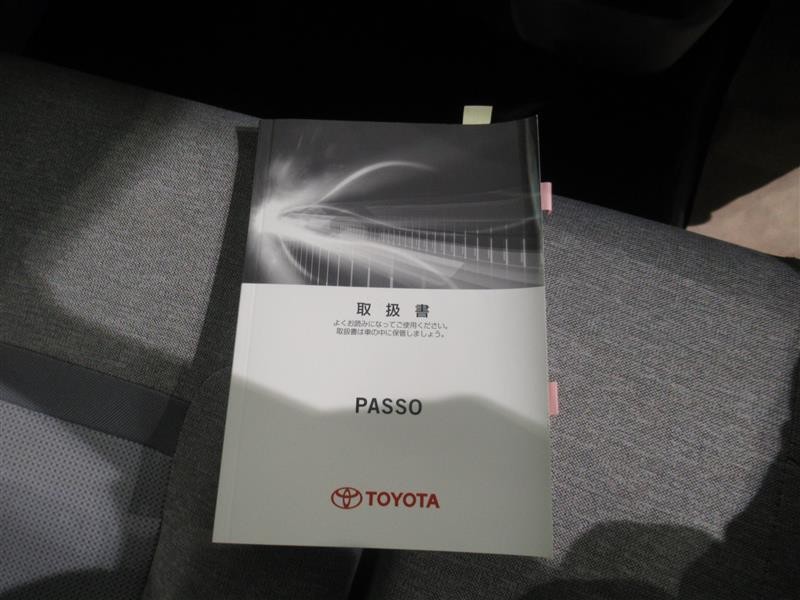 取扱書
よくお読みになってご使用ください。
取扱書は車の中に保管しましょう。
PASSO
TOYOTA